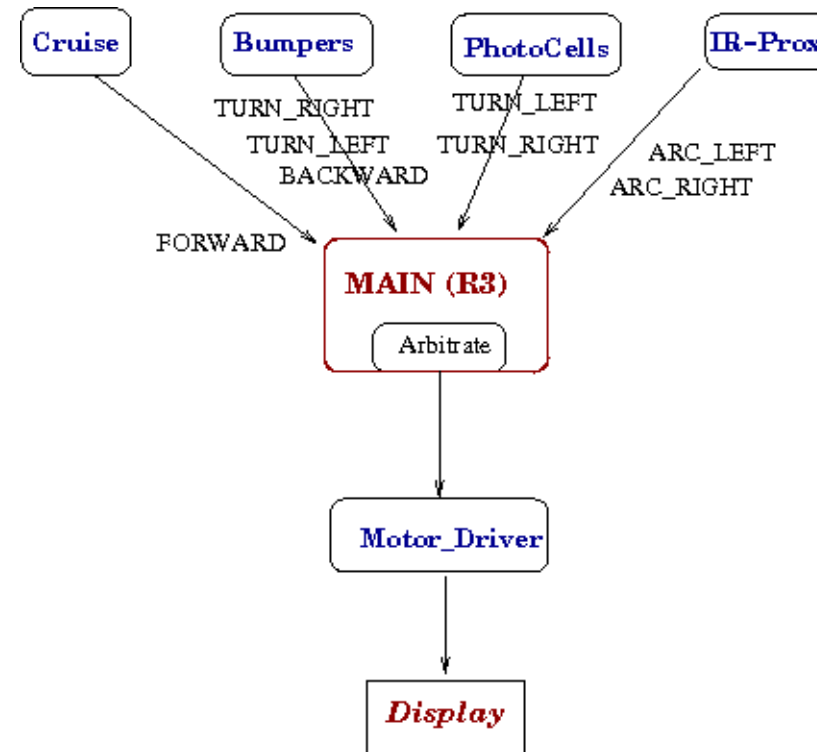 Cruise
Bumpers
PhotoCells
IR-Prox
TURN_RIGHT
TURN_LEFT
BACKWARD
TURN_LEFT
TURN_RIGHT
ARC_LEFT
ARC_RIGHT
FORWARD
MAIN (R3)
Arbitrate
Motor_Driver
Display